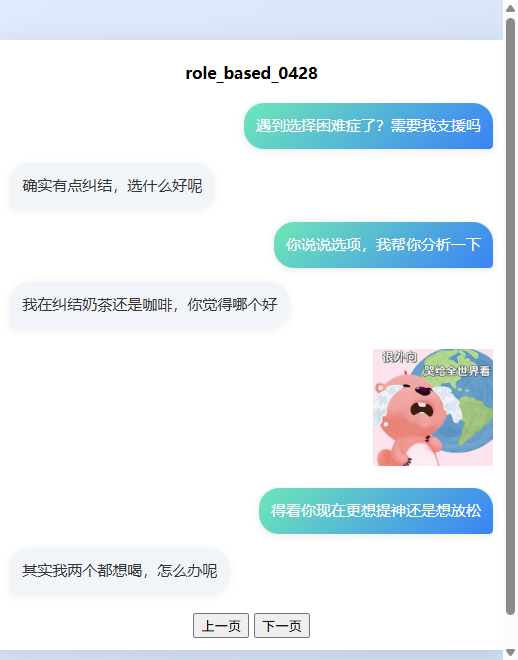 role_based_0428
遇到选择困难症了？需要我支援吗
确实有点纠结，选什么好呢
你说说选项，我帮你分析一下
我在纠结奶茶还是咖啡，你觉得哪个好
很外向
哭给全世界看
得看你现在更想提神还是想放松
其实我两个都想喝，怎么办呢
上一页 下一页